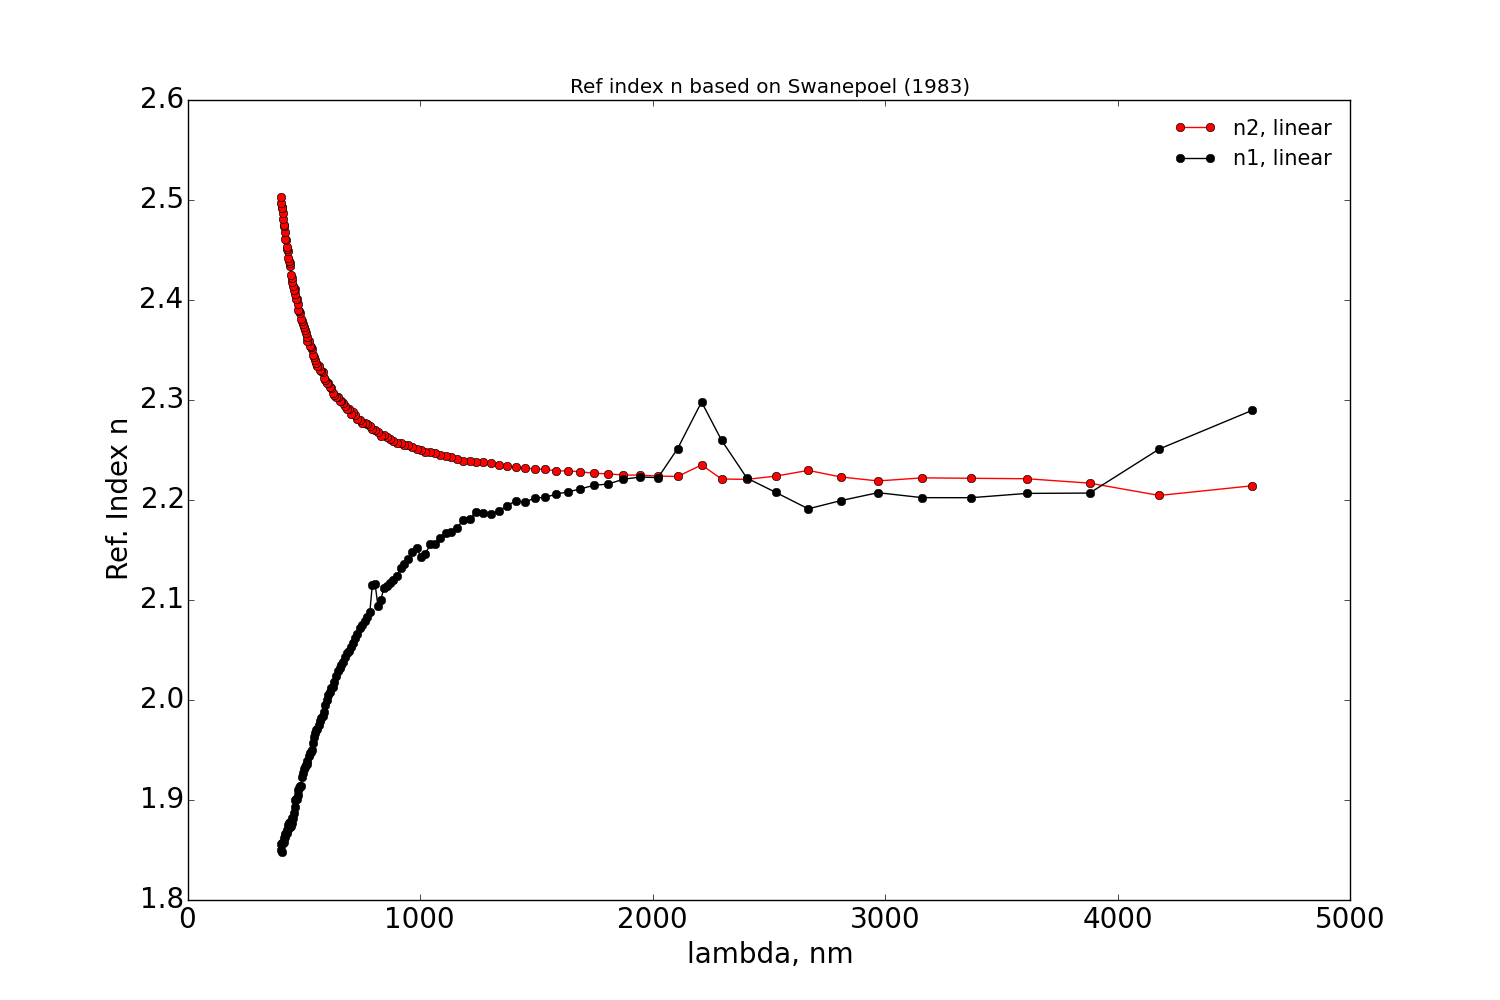 Ref index n based on Swanepoel (1983)
2.6
2.5
2.4
2.3
2.2
2.1
2.0
1.9
1.8
Ref. Index n
n2, linear
n1, linear
0 1000 2000 3000 4000 5000
lambda, nm